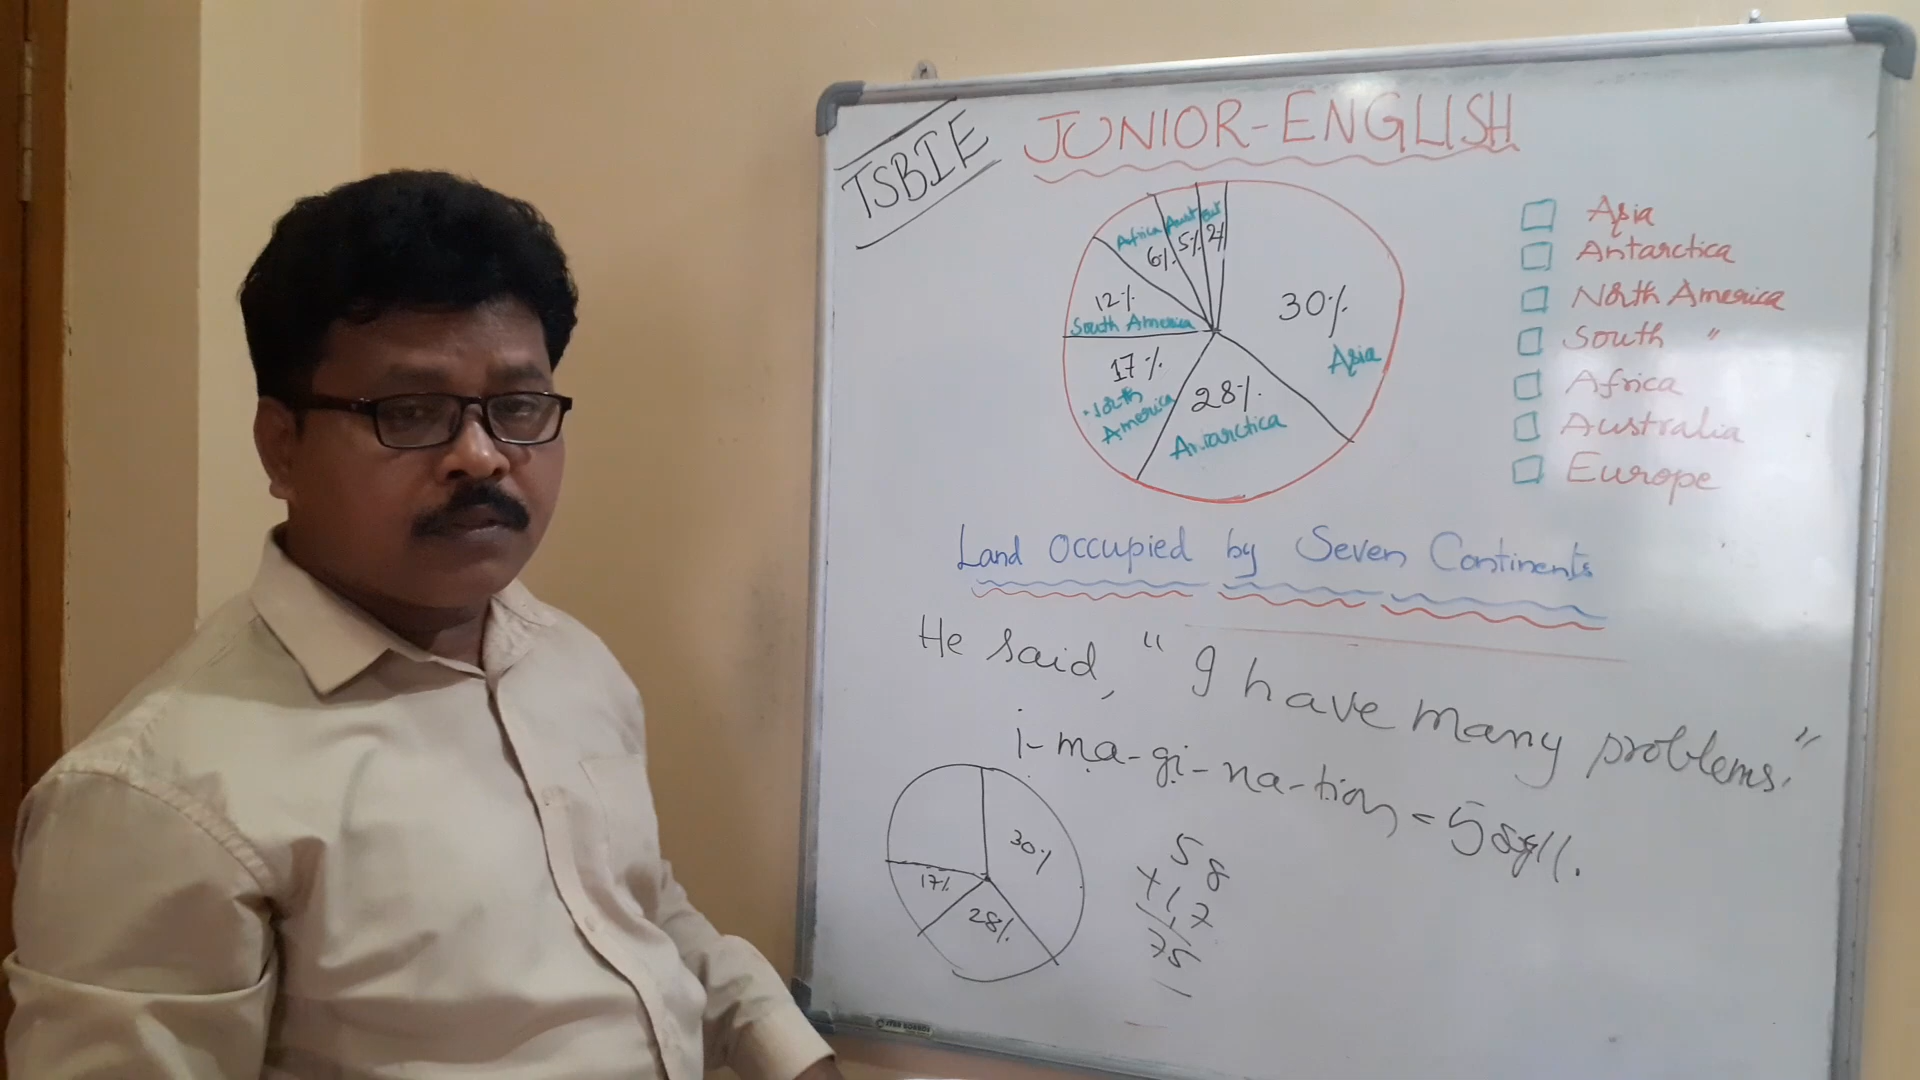 TSBIE
JUNIOR-ENGLISH
Africa
6%
Aust
5%
Eur
2%
30%
Asia
12%
South America
17%
North
America
28%
Antarctica
Asia
Antarctica
North America
South "
Africa
Australia
Europe
Land Occupied by Seven Continents
He said, "I have many problems."
i-ma-gi-na-tion = 5 syll.
30%
17%
28%
58
+17
75